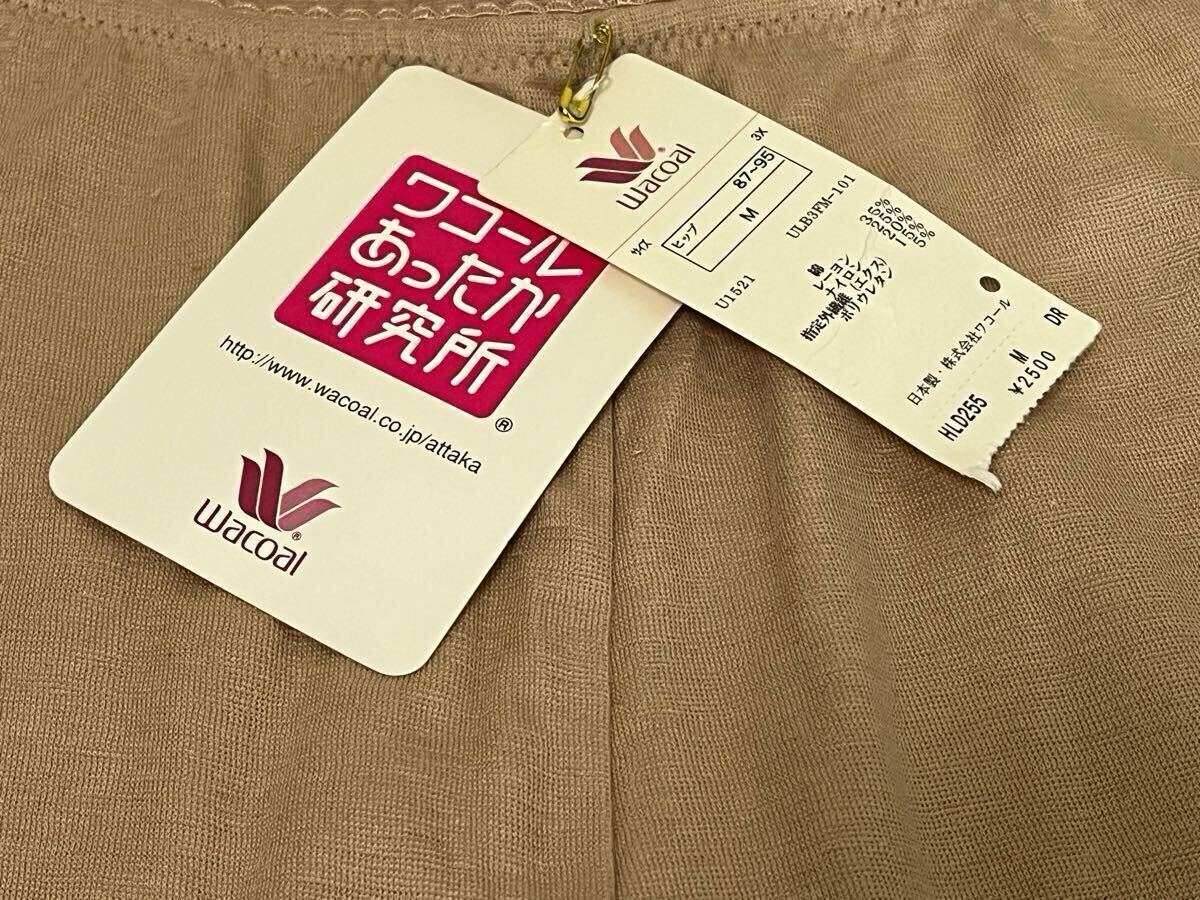 ワコール
あったか
研究所
®
http://www.wacoal.co.jp/attaka
Wacoal®
Wacoal®
3X
サイズ
ヒップ 87~95
M
U1521 ULB3FM-101
綿 35%
レーヨン 25%
ナイロン 20%
指定外繊維(エクス) 15%
ポリウレタン 5%
日本製・株式会社ワコール
HLD255 M DR
¥2500